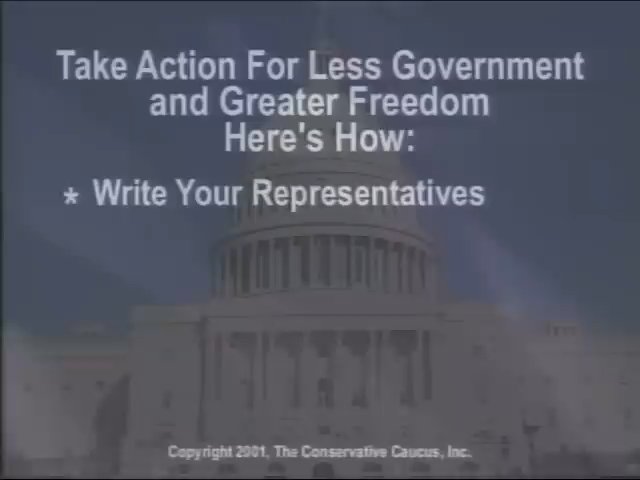 Take Action For Less Government
and Greater Freedom
Here's How:
* Write Your Representatives
Copyright 2001, The Conservative Caucus, Inc.